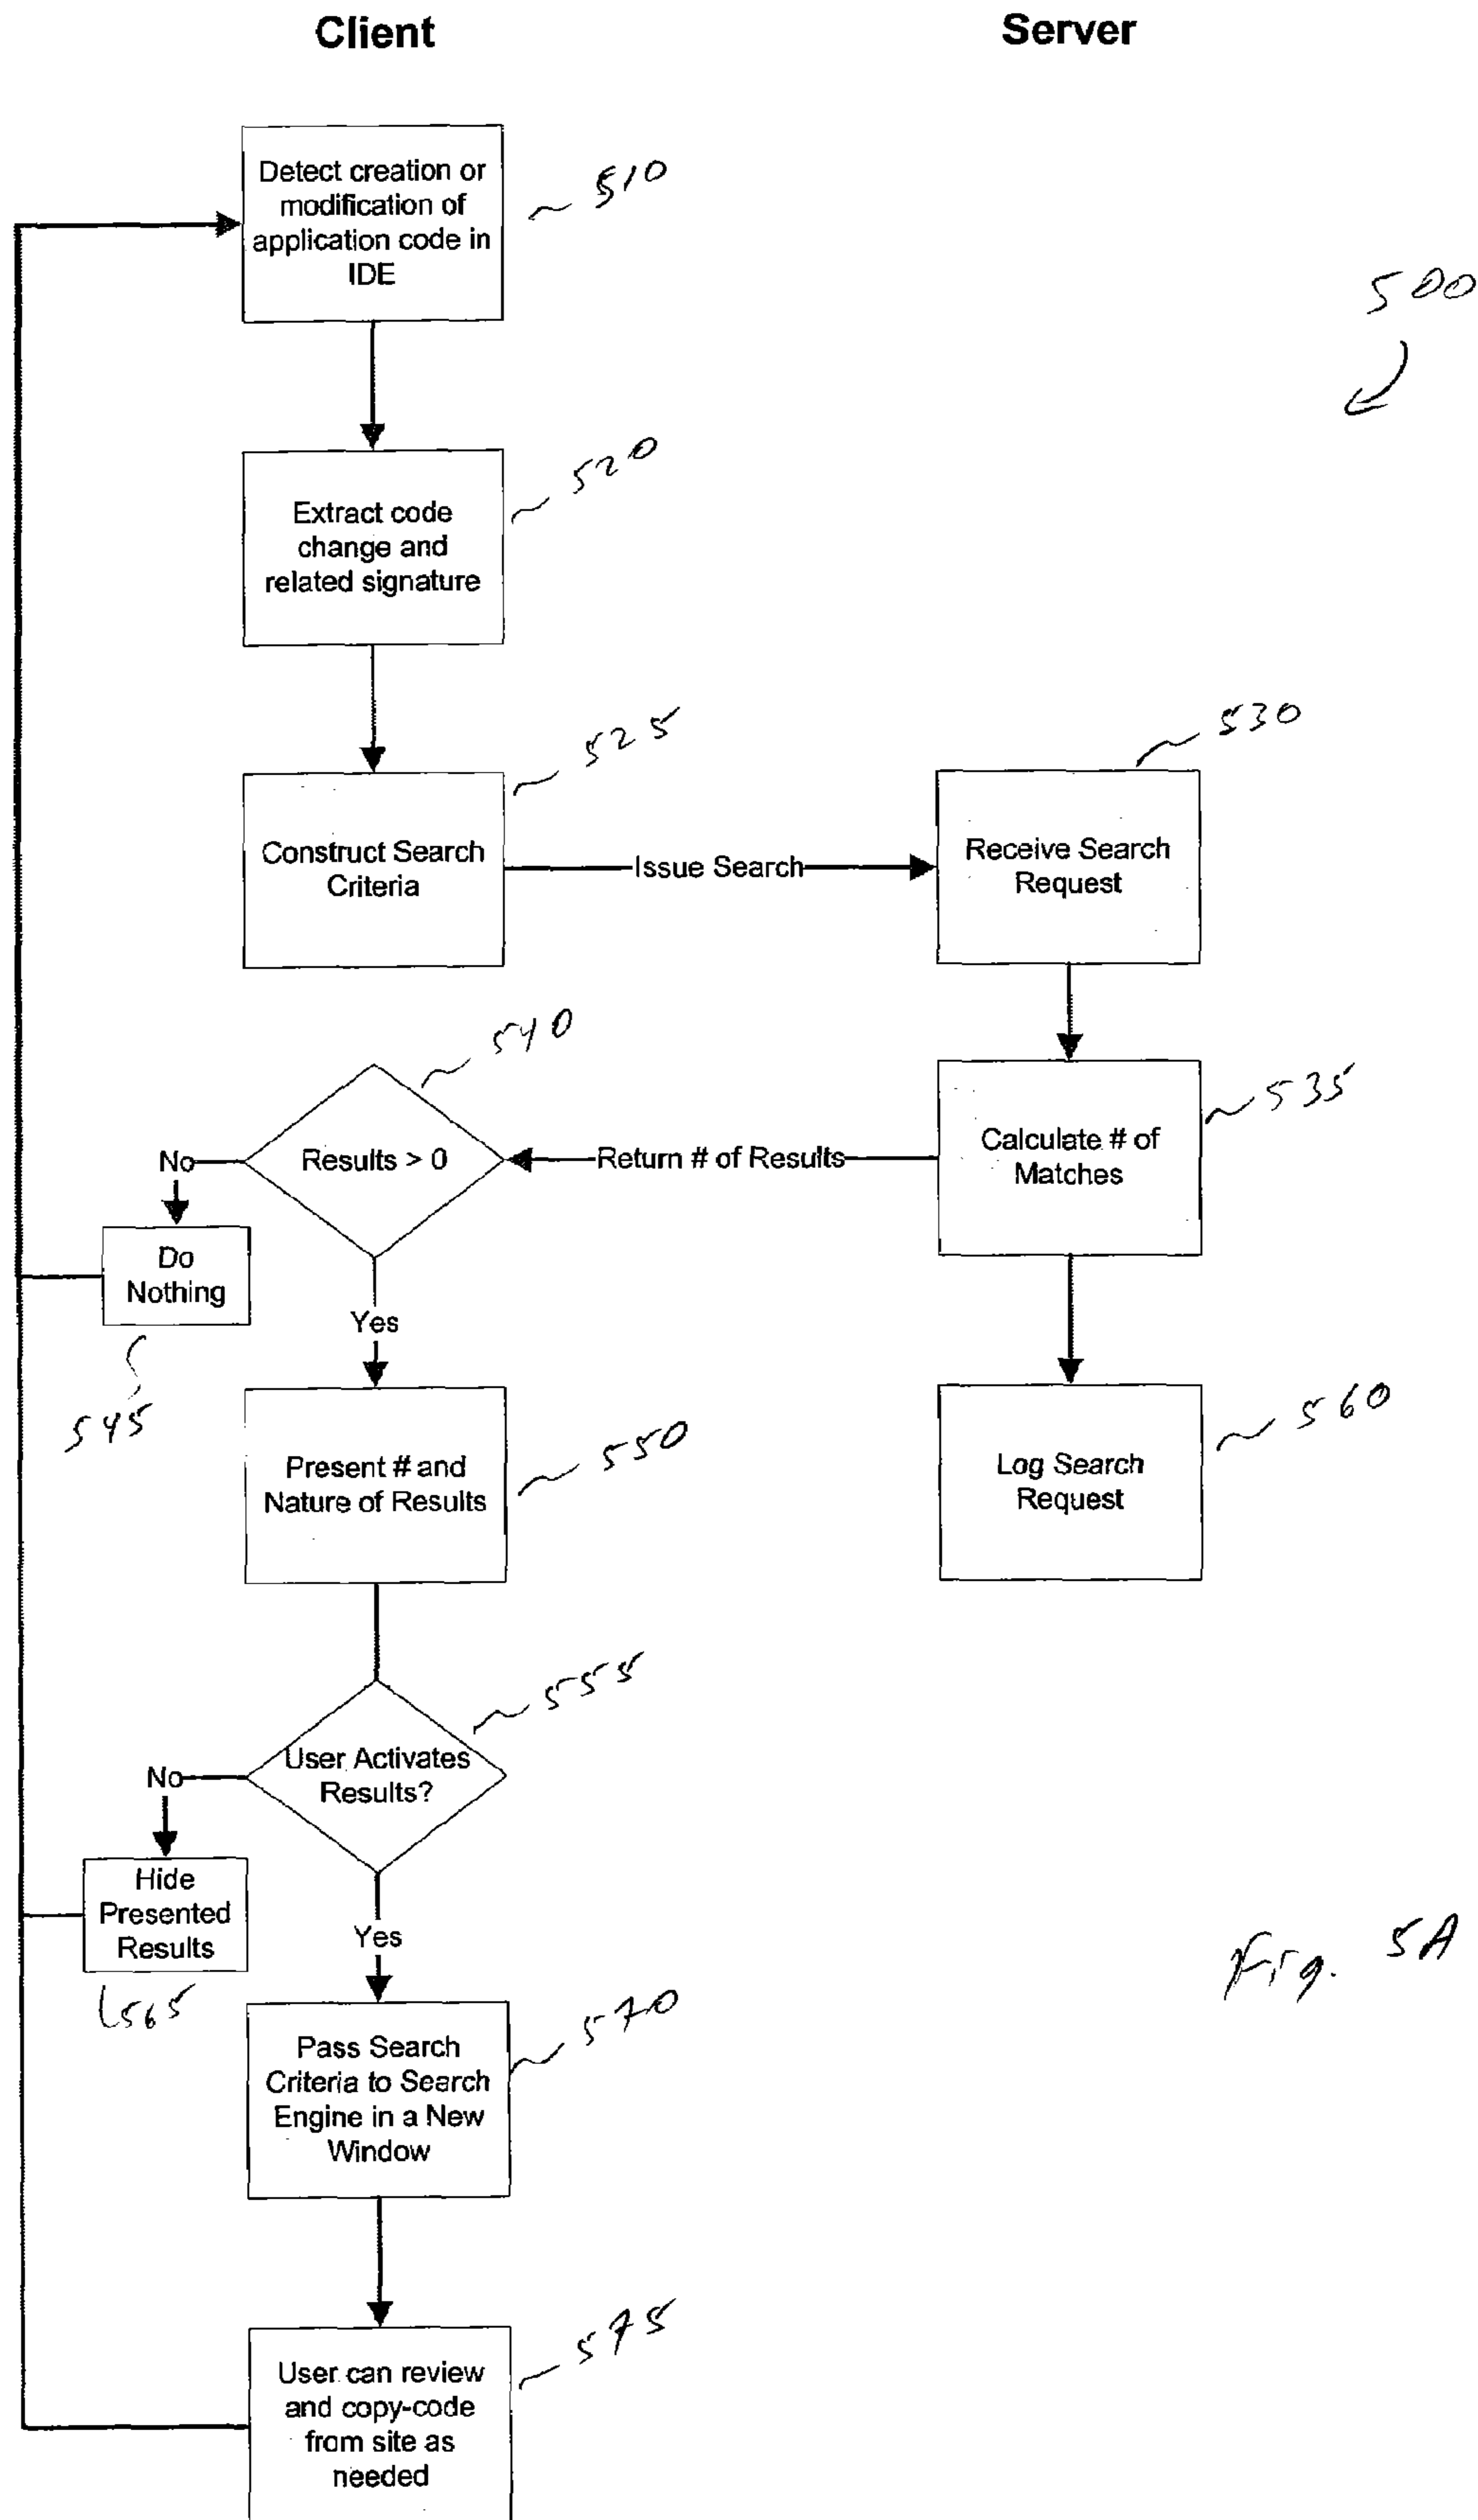 Client
Server
Detect creation or
modification of
application code in
IDE
510
500
Extract code
change and
related signature
520
Construct Search
Criteria
525
Issue Search
Receive Search
Request
530
Results > 0
540
Return # of Results
Calculate # of
Matches
535
No
Do
Nothing
545
Yes
Present # and
Nature of Results
550
Log Search
Request
560
User Activates
Results?
555
No
Hide
Presented
Results
565
Yes
Fig. 5A
Pass Search
Criteria to Search
Engine in a New
Window
570
User can review
and copy-code
from site as
needed
575